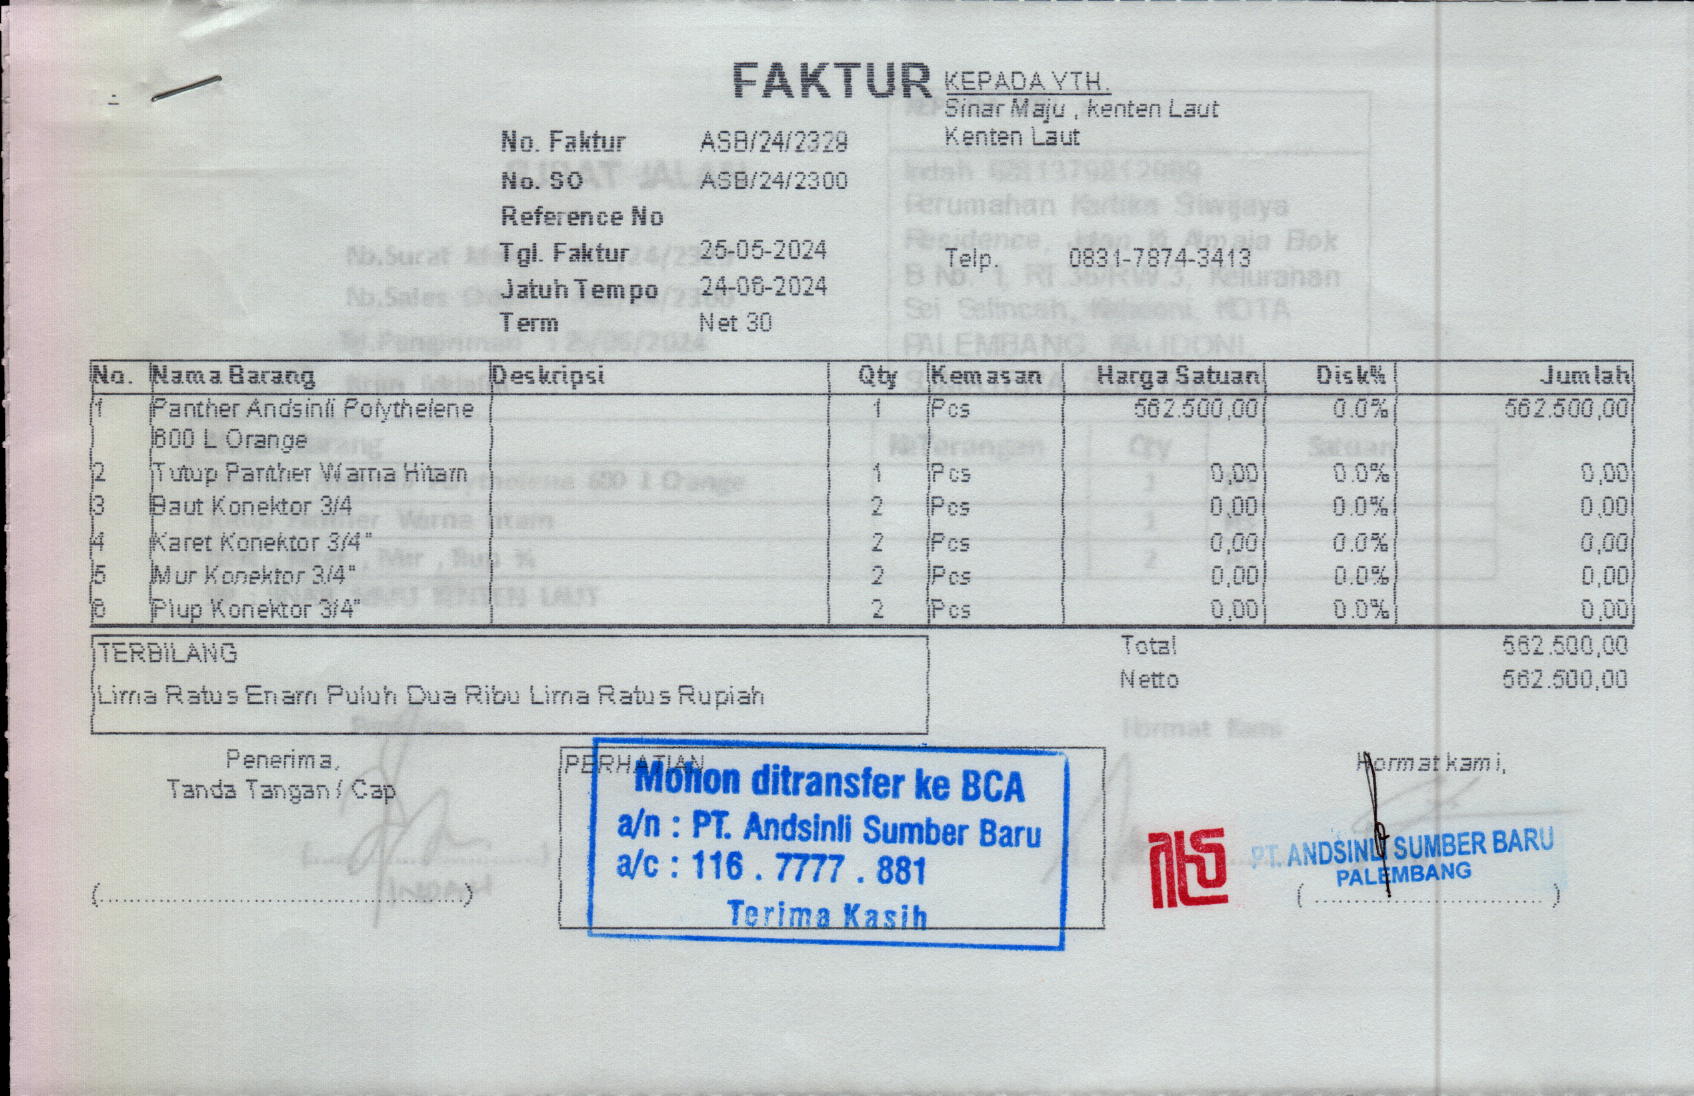 FAKTUR
KEPADA YTH.
Sinar Maju , kenten Laut
Kenten Laut
No. Faktur ASB/24/2329
No. SO ASB/24/2300
Reference No
Tgl. Faktur 25-05-2024
Telp. 0831-7874-3413
Jatuh Tempo 24-06-2024
Term Net 30
No. Nama Barang Deskripsi Qty Kemasan Harga Satuan Disk% Jumlah
1 Panther Andsinli Polythelene 1 Pcs 562.500,00 0.0% 562.500,00
600 L Orange
2 Tutup Panther Warna Hitam 1 Pcs 0,00 0.0% 0,00
3 Baut Konektor 3/4 2 Pcs 0,00 0.0% 0,00
4 Karet Konektor 3/4" 2 Pcs 0,00 0.0% 0,00
5 Mur Konektor 3/4" 2 Pcs 0,00 0.0% 0,00
6 Plup Konektor 3/4" 2 Pcs 0,00 0.0% 0,00
TERBILANG
Lima Ratus Enam Puluh Dua Ribu Lima Ratus Rupiah
Total 562.500,00
Netto 562.500,00
Penerima,
Tanda Tangan / Cap
PERHATIAN
Mohon ditransfer ke BCA
a/n : PT. Andsinli Sumber Baru
a/c : 116 . 7777 . 881
Terima Kasih
Hormat kami,
PT. ANDSINLI SUMBER BARU
PALEMBANG